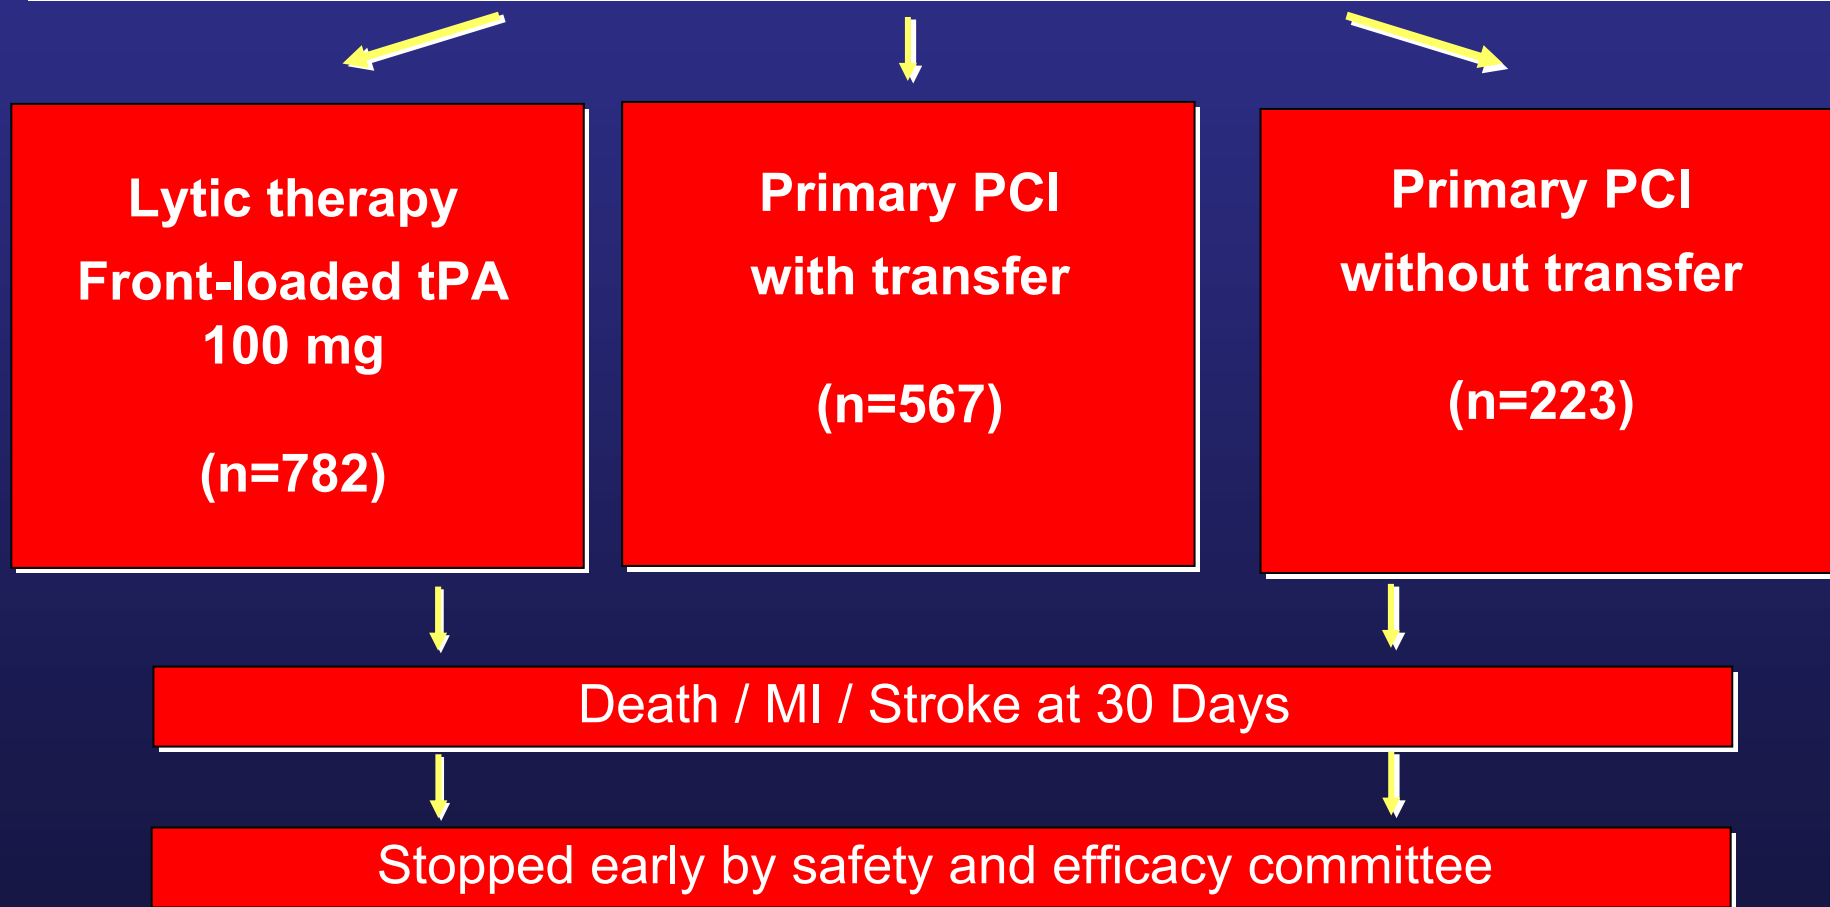 Lytic therapy
Front-loaded tPA
100 mg
(n=782)
Primary PCI
with transfer
(n=567)
Primary PCI
without transfer
(n=223)
Death / MI / Stroke at 30 Days
Stopped early by safety and efficacy committee